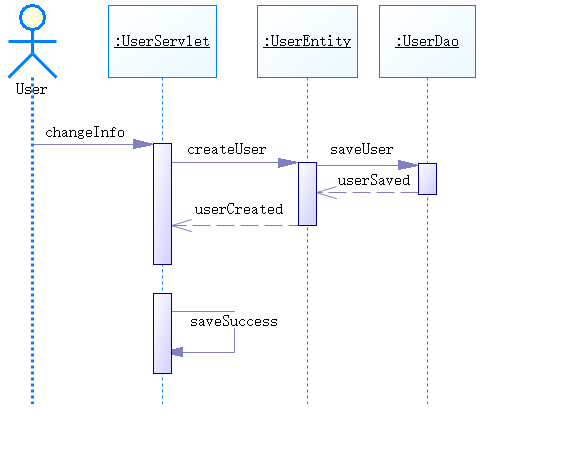 :UserServlet
:UserEntity
:UserDao
User
changeInfo
createUser
saveUser
userSaved
userCreated
saveSuccess